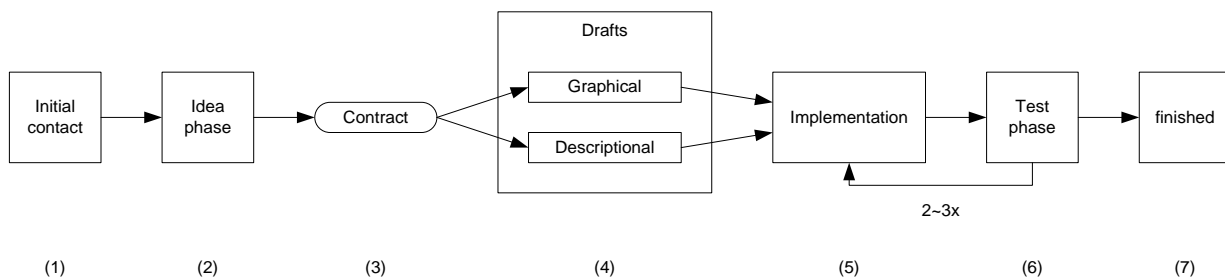 Drafts
Initial
contact
Idea
phase
Contract
Graphical
Descriptional
Implementation
Test
phase
finished
2~3x
(1)
(2)
(3)
(4)
(5)
(6)
(7)